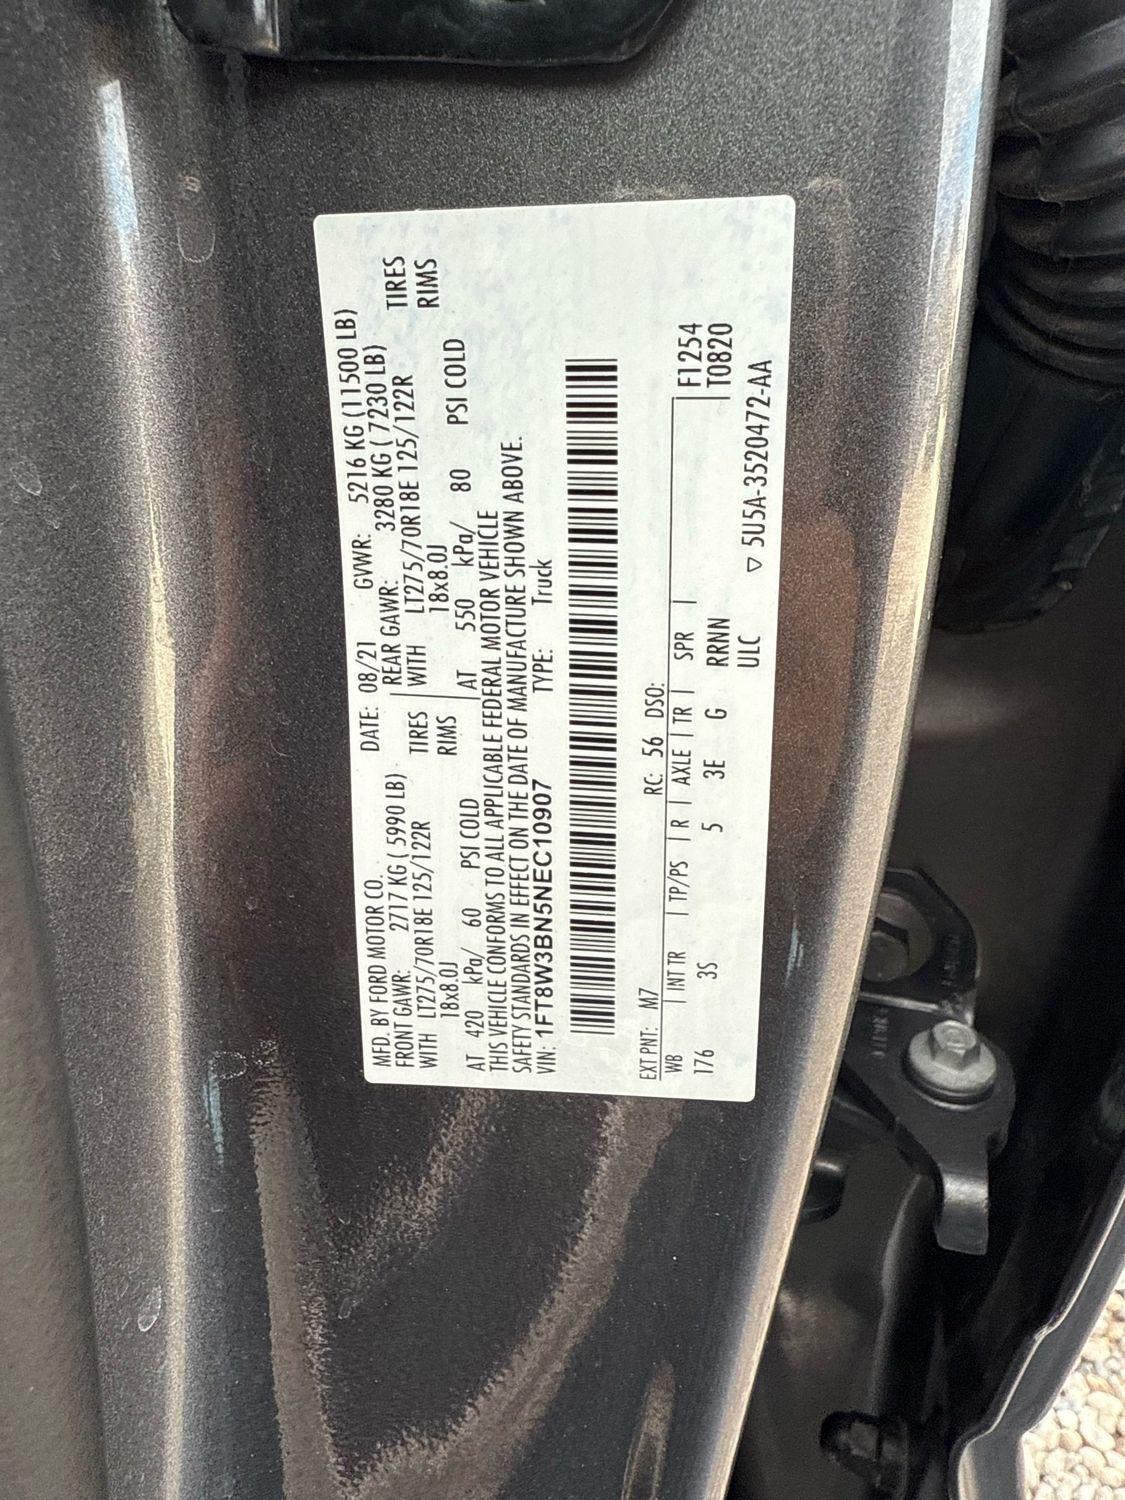 MFD. BY FORD MOTOR CO. DATE: 08/21 GVWR: 5216 KG (11500 LB)
FRONT GAWR: 2717 KG ( 5990 LB) REAR GAWR: 3280 KG ( 7230 LB)
WITH LT275/70R18E 125/122R TIRES WITH LT275/70R18E 125/122R TIRES
18x8.0J RIMS 18x8.0J RIMS
AT 420 kPa/ 60 PSI COLD AT 550 kPa/ 80 PSI COLD
THIS VEHICLE CONFORMS TO ALL APPLICABLE FEDERAL MOTOR VEHICLE
SAFETY STANDARDS IN EFFECT ON THE DATE OF MANUFACTURE SHOWN ABOVE.
VIN: 1FT8W3BN5NEC10907 TYPE: Truck
EXT PNT: M7 RC: 56 DSO:
WB INT TR TP/PS R AXLE TR SPR F1254
176 3S 5 3E G RRNN T0820
ULC ▽ 5U5A-3520472-AA